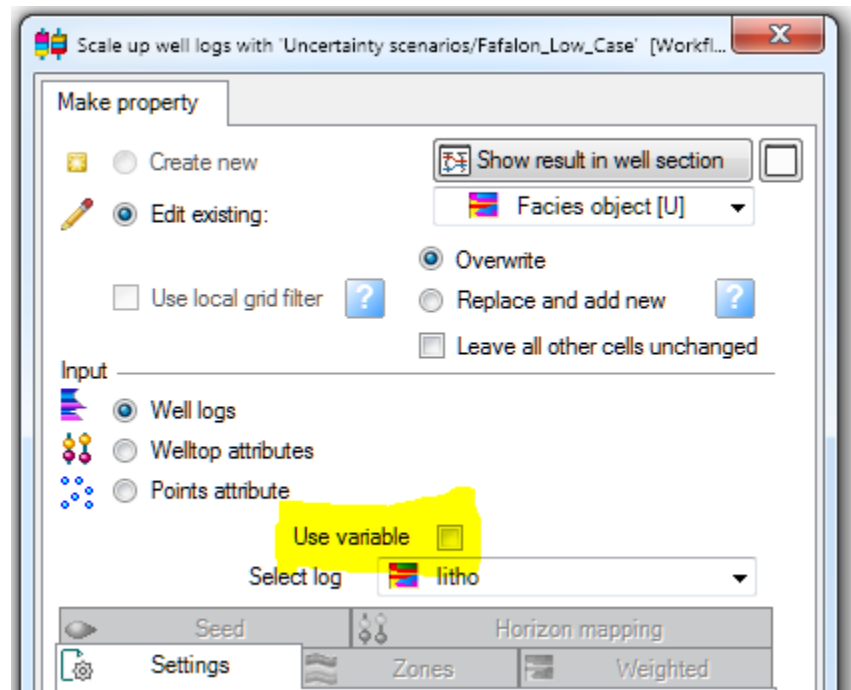 Scale up well logs with 'Uncertainty scenarios/Fafalon_Low_Case' [Workfl...
Make property
Create new
Show result in well section
Edit existing:
Facies object [U]
Overwrite
Use local grid filter
?
Replace and add new
?
Leave all other cells unchanged
Input
Well logs
Welltop attributes
Points attribute
Use variable
Select log
litho
Seed
Horizon mapping
Settings
Zones
Weighted